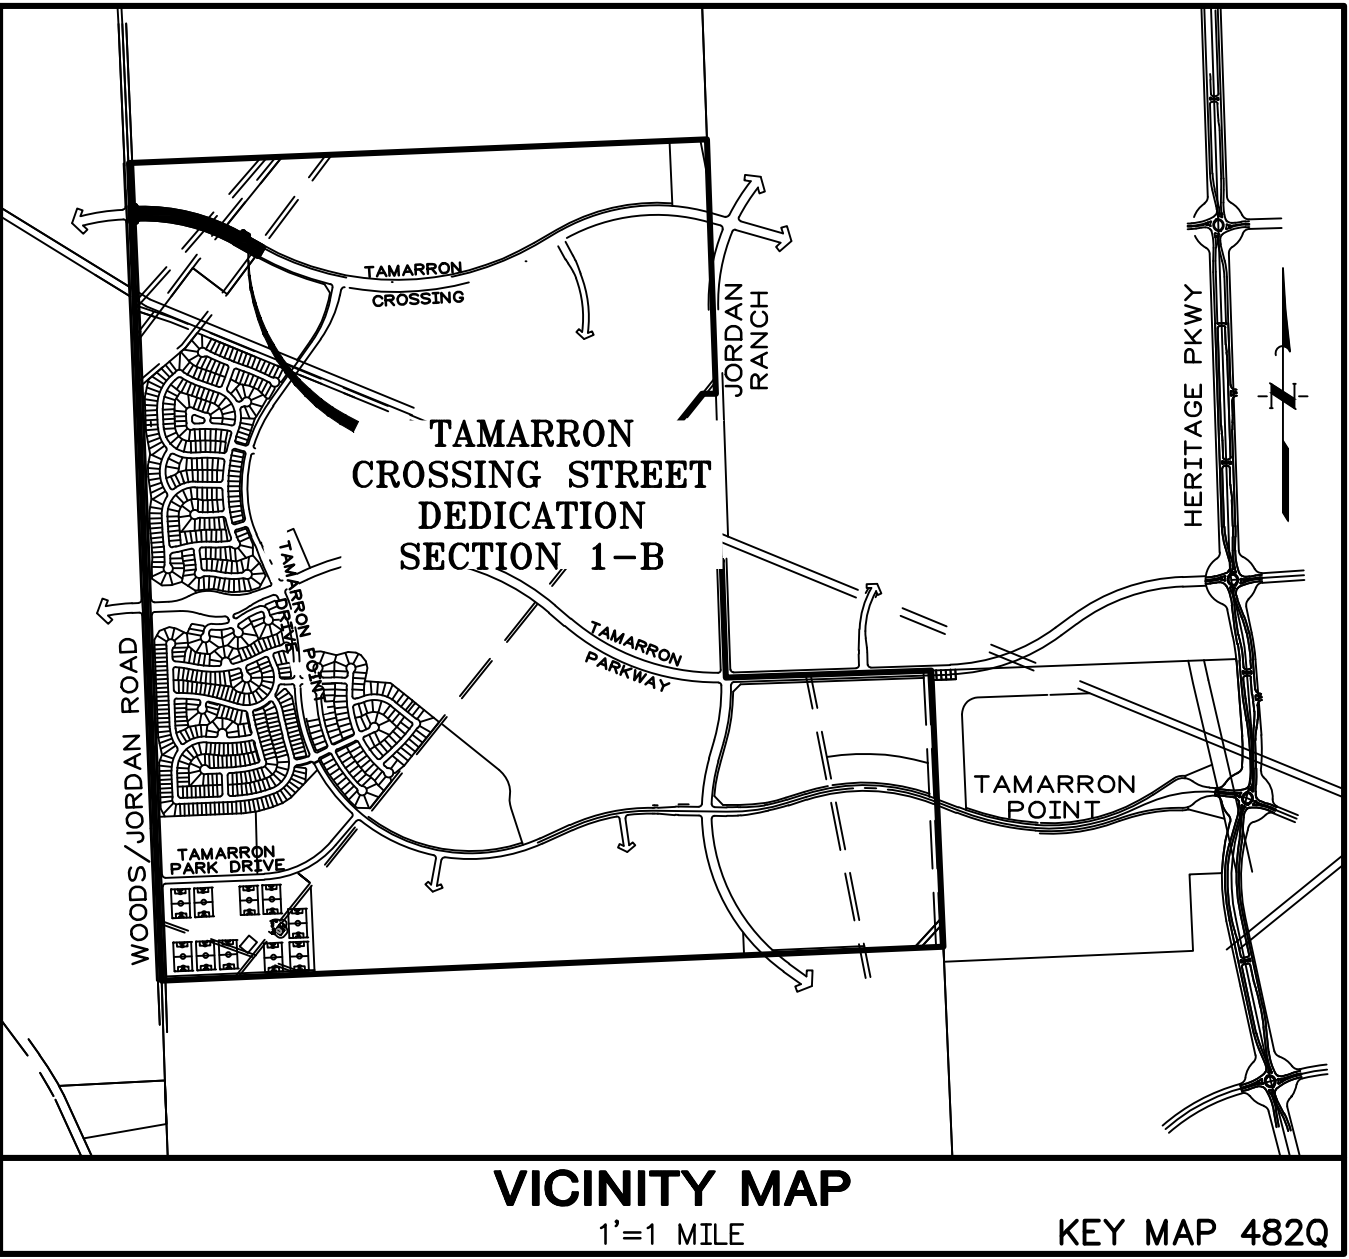 TAMARRON
CROSSING
JORDAN
RANCH
HERITAGE PKWY
N
TAMARRON
CROSSING STREET
DEDICATION
SECTION 1-B
TAMARRON POINT
DRIVE
TAMARRON
PARKWAY
WOODS/JORDAN ROAD
TAMARRON
POINT
TAMARRON
PARK DRIVE
VICINITY MAP
1'=1 MILE
KEY MAP 482Q